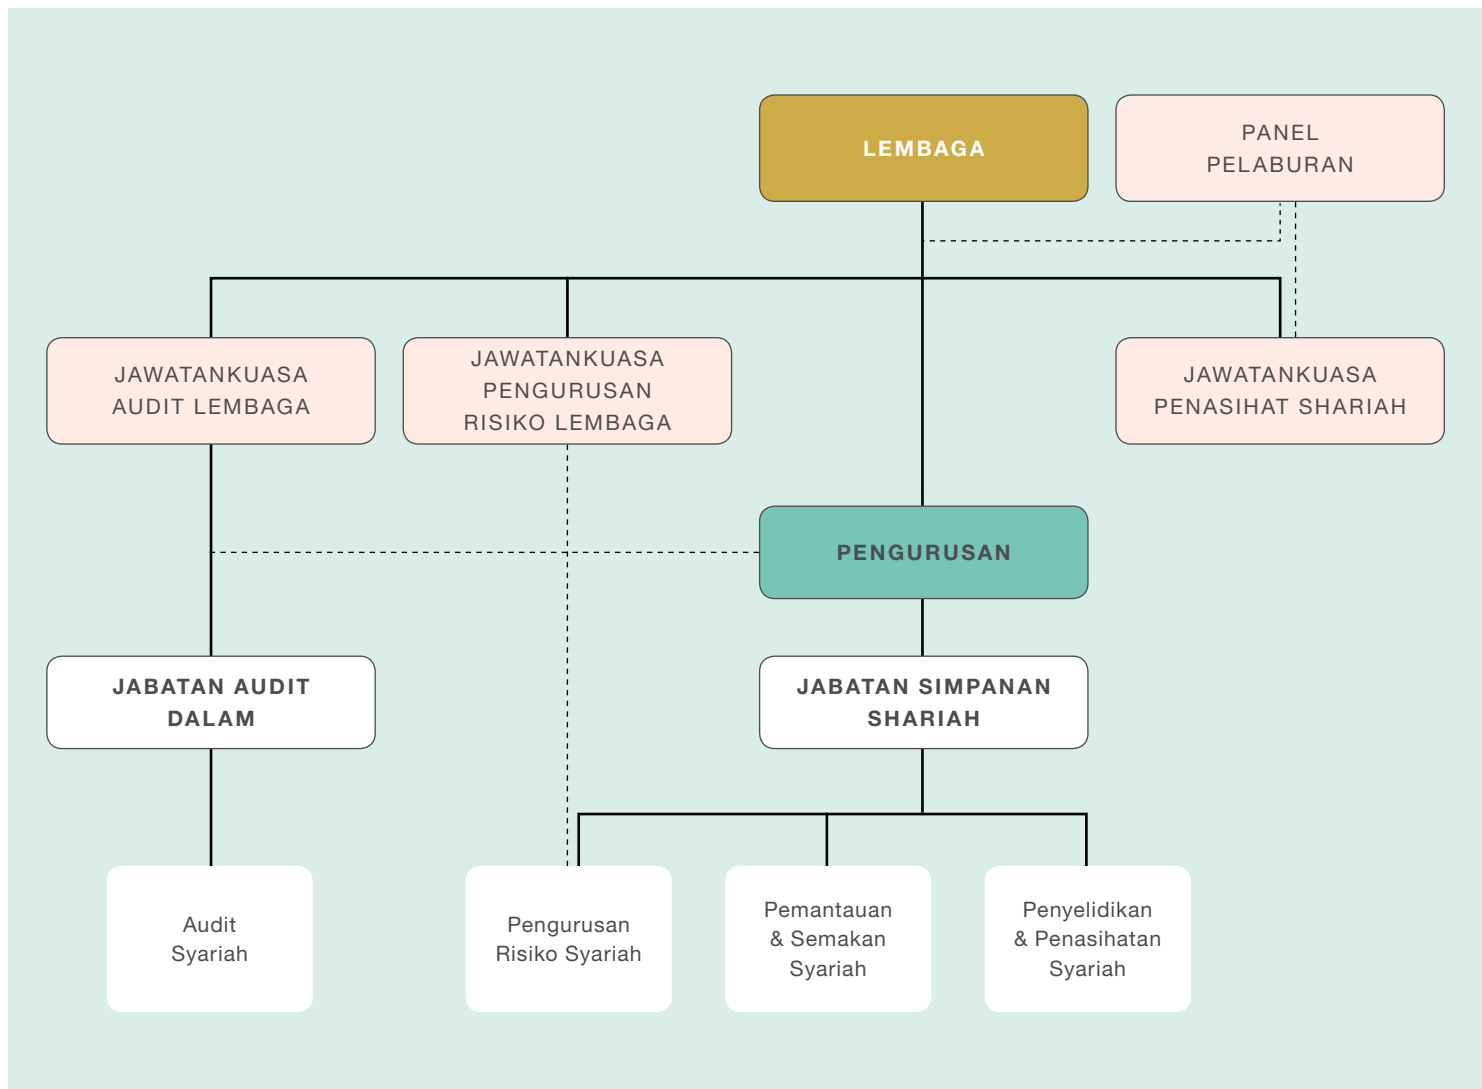 LEMBAGA
PANEL
PELABURAN
JAWATANKUASA
AUDIT LEMBAGA
JAWATANKUASA
PENGURUSAN
RISIKO LEMBAGA
JAWATANKUASA
PENASIHAT SHARIAH
PENGURUSAN
JABATAN AUDIT
DALAM
JABATAN SIMPANAN
SHARIAH
Audit
Syariah
Pengurusan
Risiko Syariah
Pemantauan
& Semakan
Syariah
Penyelidikan
& Penasihatan
Syariah